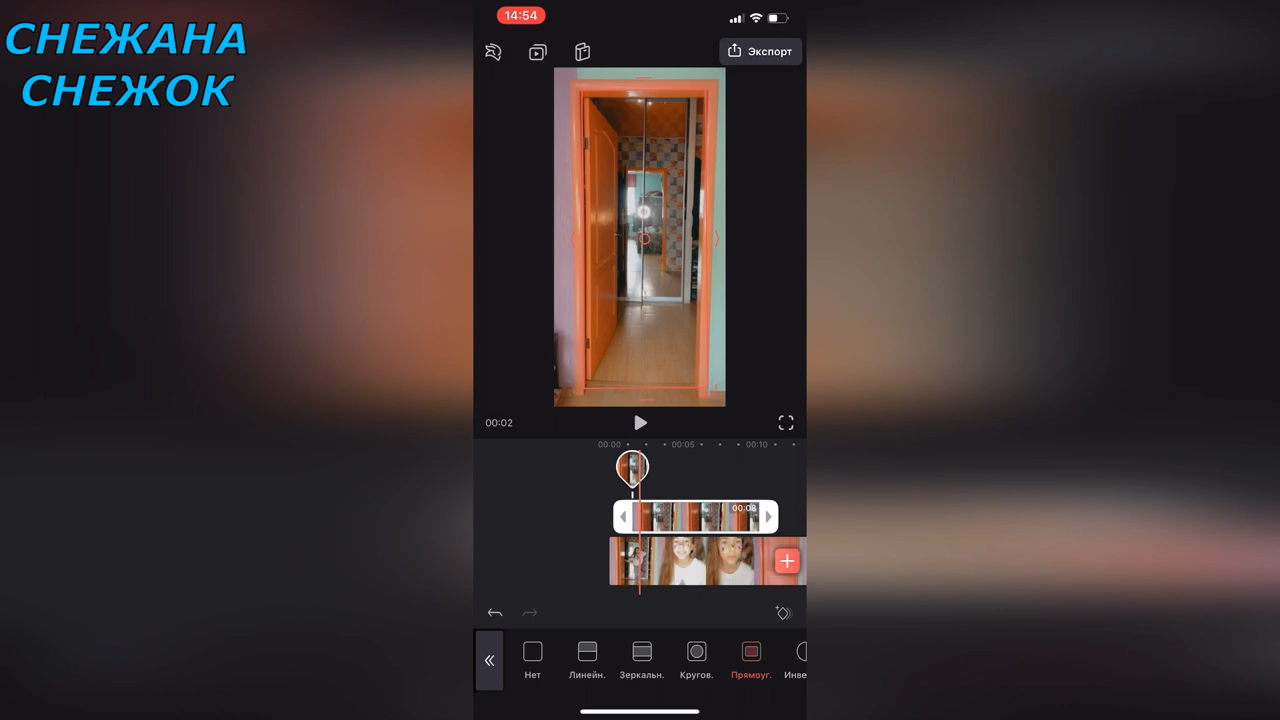 СНЕЖАНА
СНЕЖОК
14:54
Экспорт
00:02
00:00
00:05
00:10
00:08
Нет
Линейн.
Зеркальн.
Кругов.
Прямоуг.
Инве